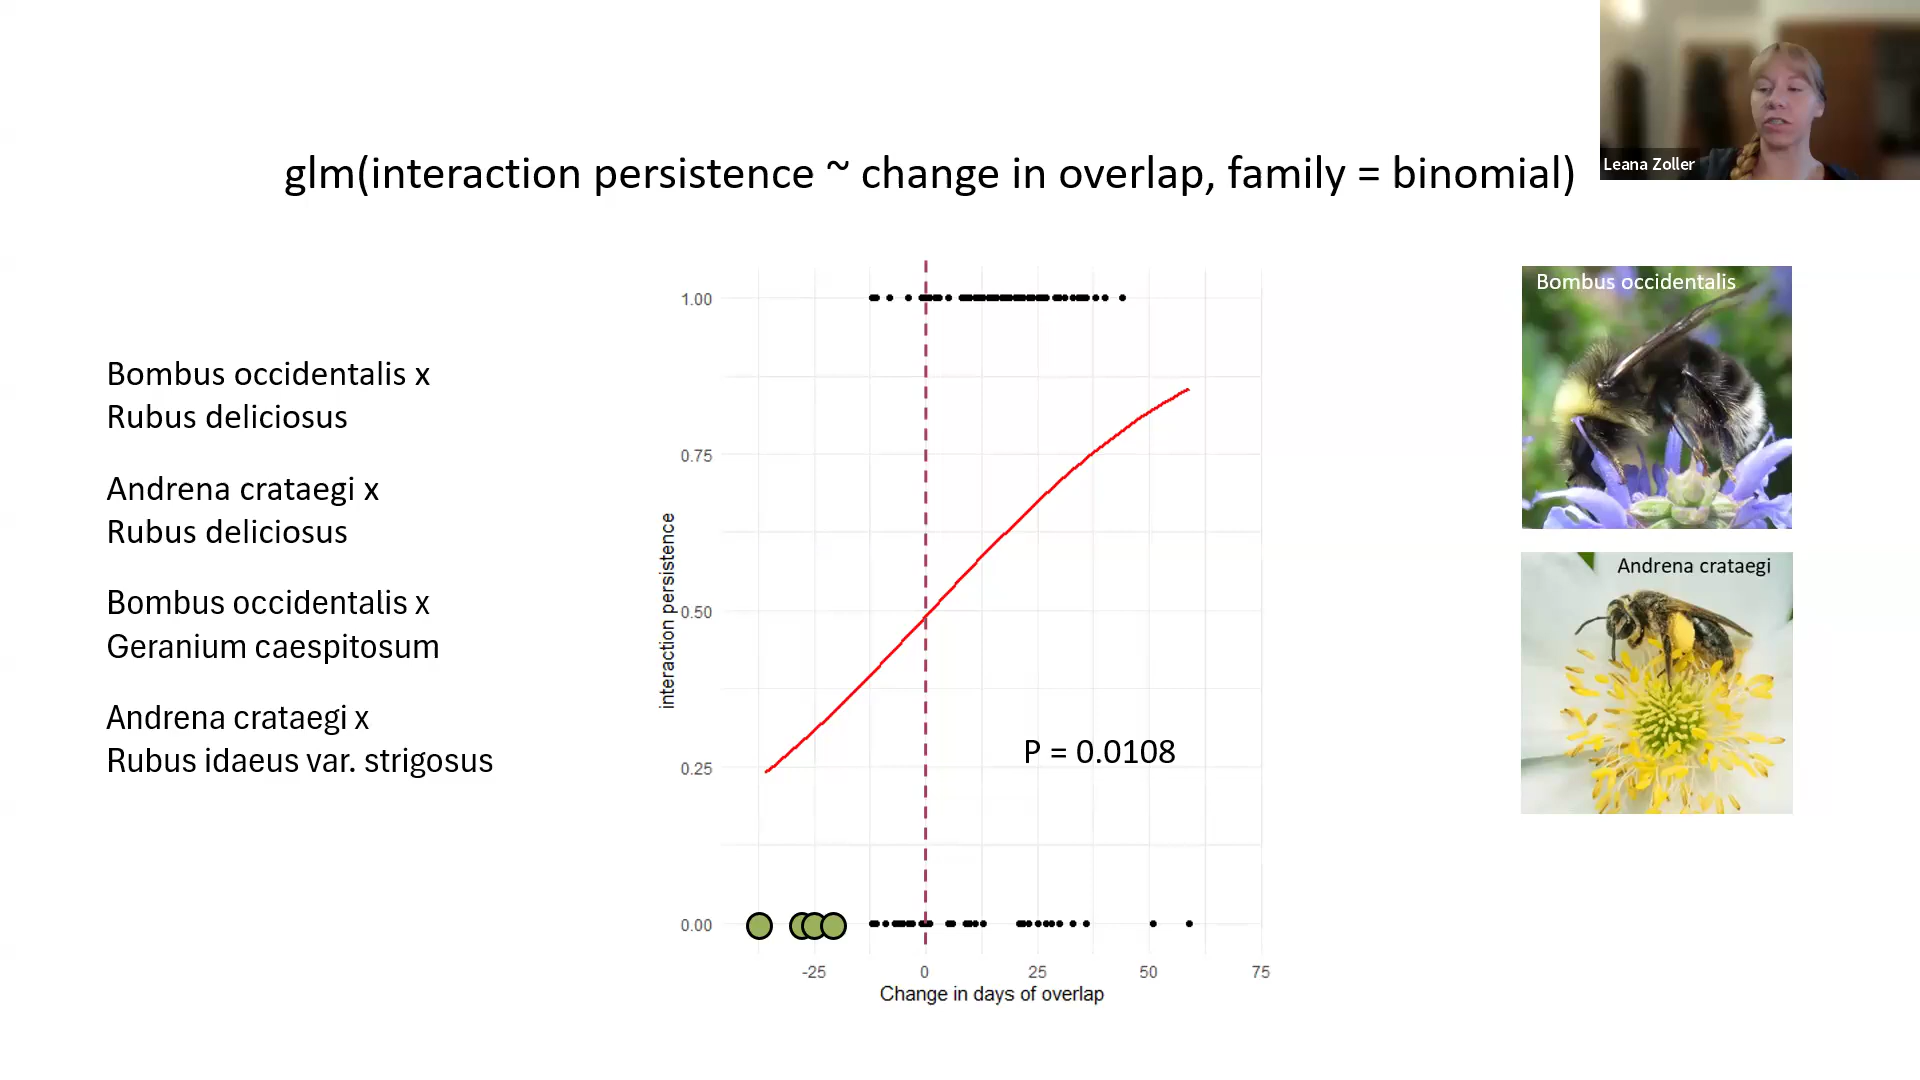 Leana Zoller
glm(interaction persistence ~ change in overlap, family = binomial)
Bombus occidentalis x
Rubus deliciosus
Andrena crataegi x
Rubus deliciosus
Bombus occidentalis x
Geranium caespitosum
Andrena crataegi x
Rubus idaeus var. strigosus
interaction persistence
1.00
0.75
0.50
0.25
0.00
P = 0.0108
-25
0
25
50
75
Change in days of overlap
Bombus occidentalis
Andrena crataegi